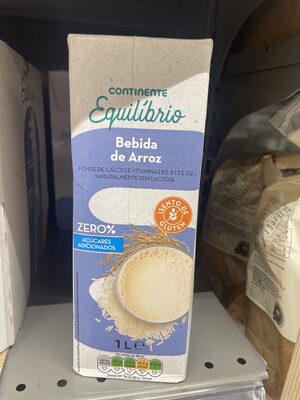 CONTINENTE
Equilíbrio
Bebida
de Arroz
FONTE DE CÁLCIO E VITAMINAS B2, B12 E D2
NATURALMENTE SEM LACTOSE
ISENTO DE
GLÚTEN
ZERO%
AÇÚCARES
ADICIONADOS
1L e